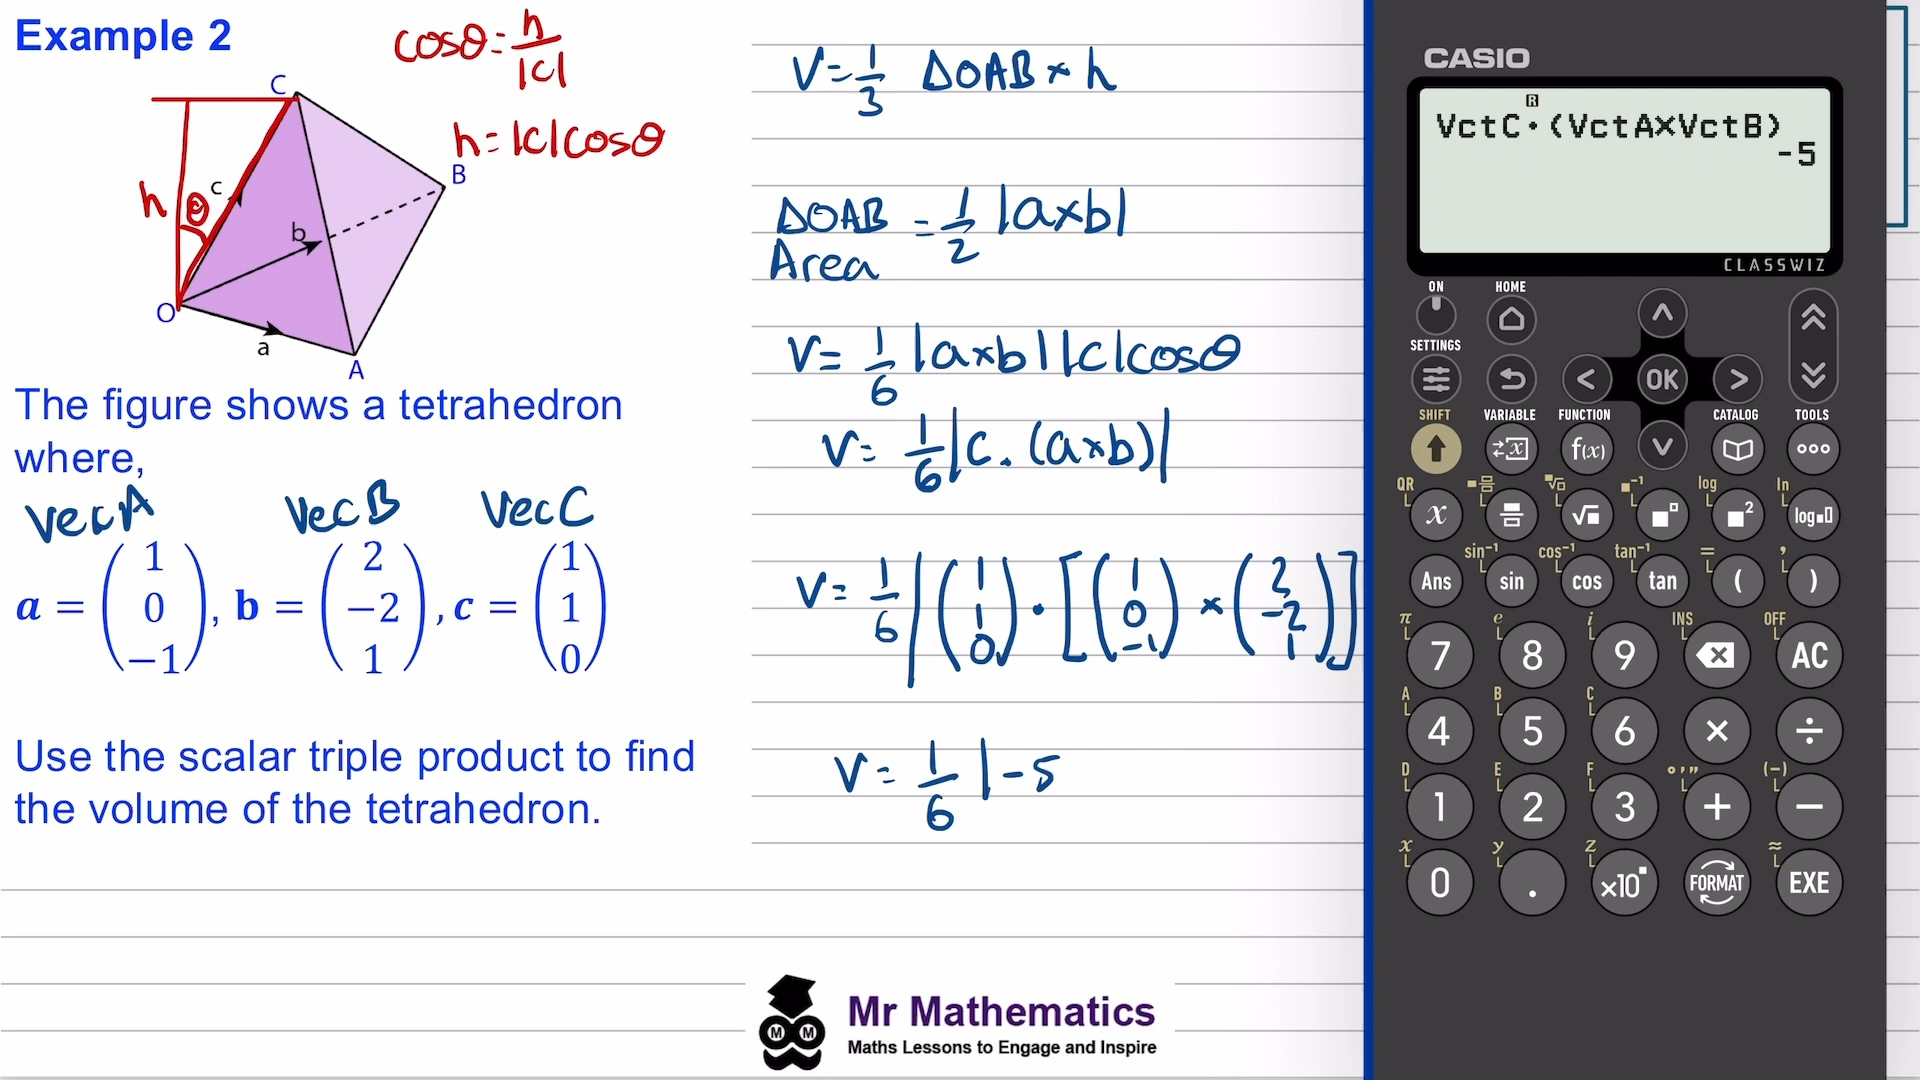 Example 2
cosθ = h/|c|
h = |c|cosθ
C
B
h
θ
c
b
O
a
A
The figure shows a tetrahedron
where,
VecA VecB VecC
a = (1 0 −1), b = (2 −2 1), c = (1 1 0)
Use the scalar triple product to find
the volume of the tetrahedron.
V = 1/3 ΔOAB × h
ΔOAB Area = 1/2 |a×b|
V = 1/6 |a×b||c|cosθ
V = 1/6 |c.(a×b)|
V = 1/6 |(1 1 0) · [(1 0 −1) × (2 −2 1)]
V = 1/6 |−5
Mr Mathematics
Maths Lessons to Engage and Inspire
M M
CASIO
R
VctC•(VctA×VctB)
-5
CLASSWIZ
ON HOME
SETTINGS
OK
SHIFT VARIABLE FUNCTION CATALOG TOOLS
x f(x)
QR √ -1 log ln
x √ 2 log
sin⁻¹ cos⁻¹ tan⁻¹ = ,
Ans sin cos tan ( )
π e i INS OFF
7 8 9 AC
A B C
4 5 6 × ÷
D E F °'" (−)
1 2 3 + −
x y z ≈
0 . ×10 FORMAT EXE